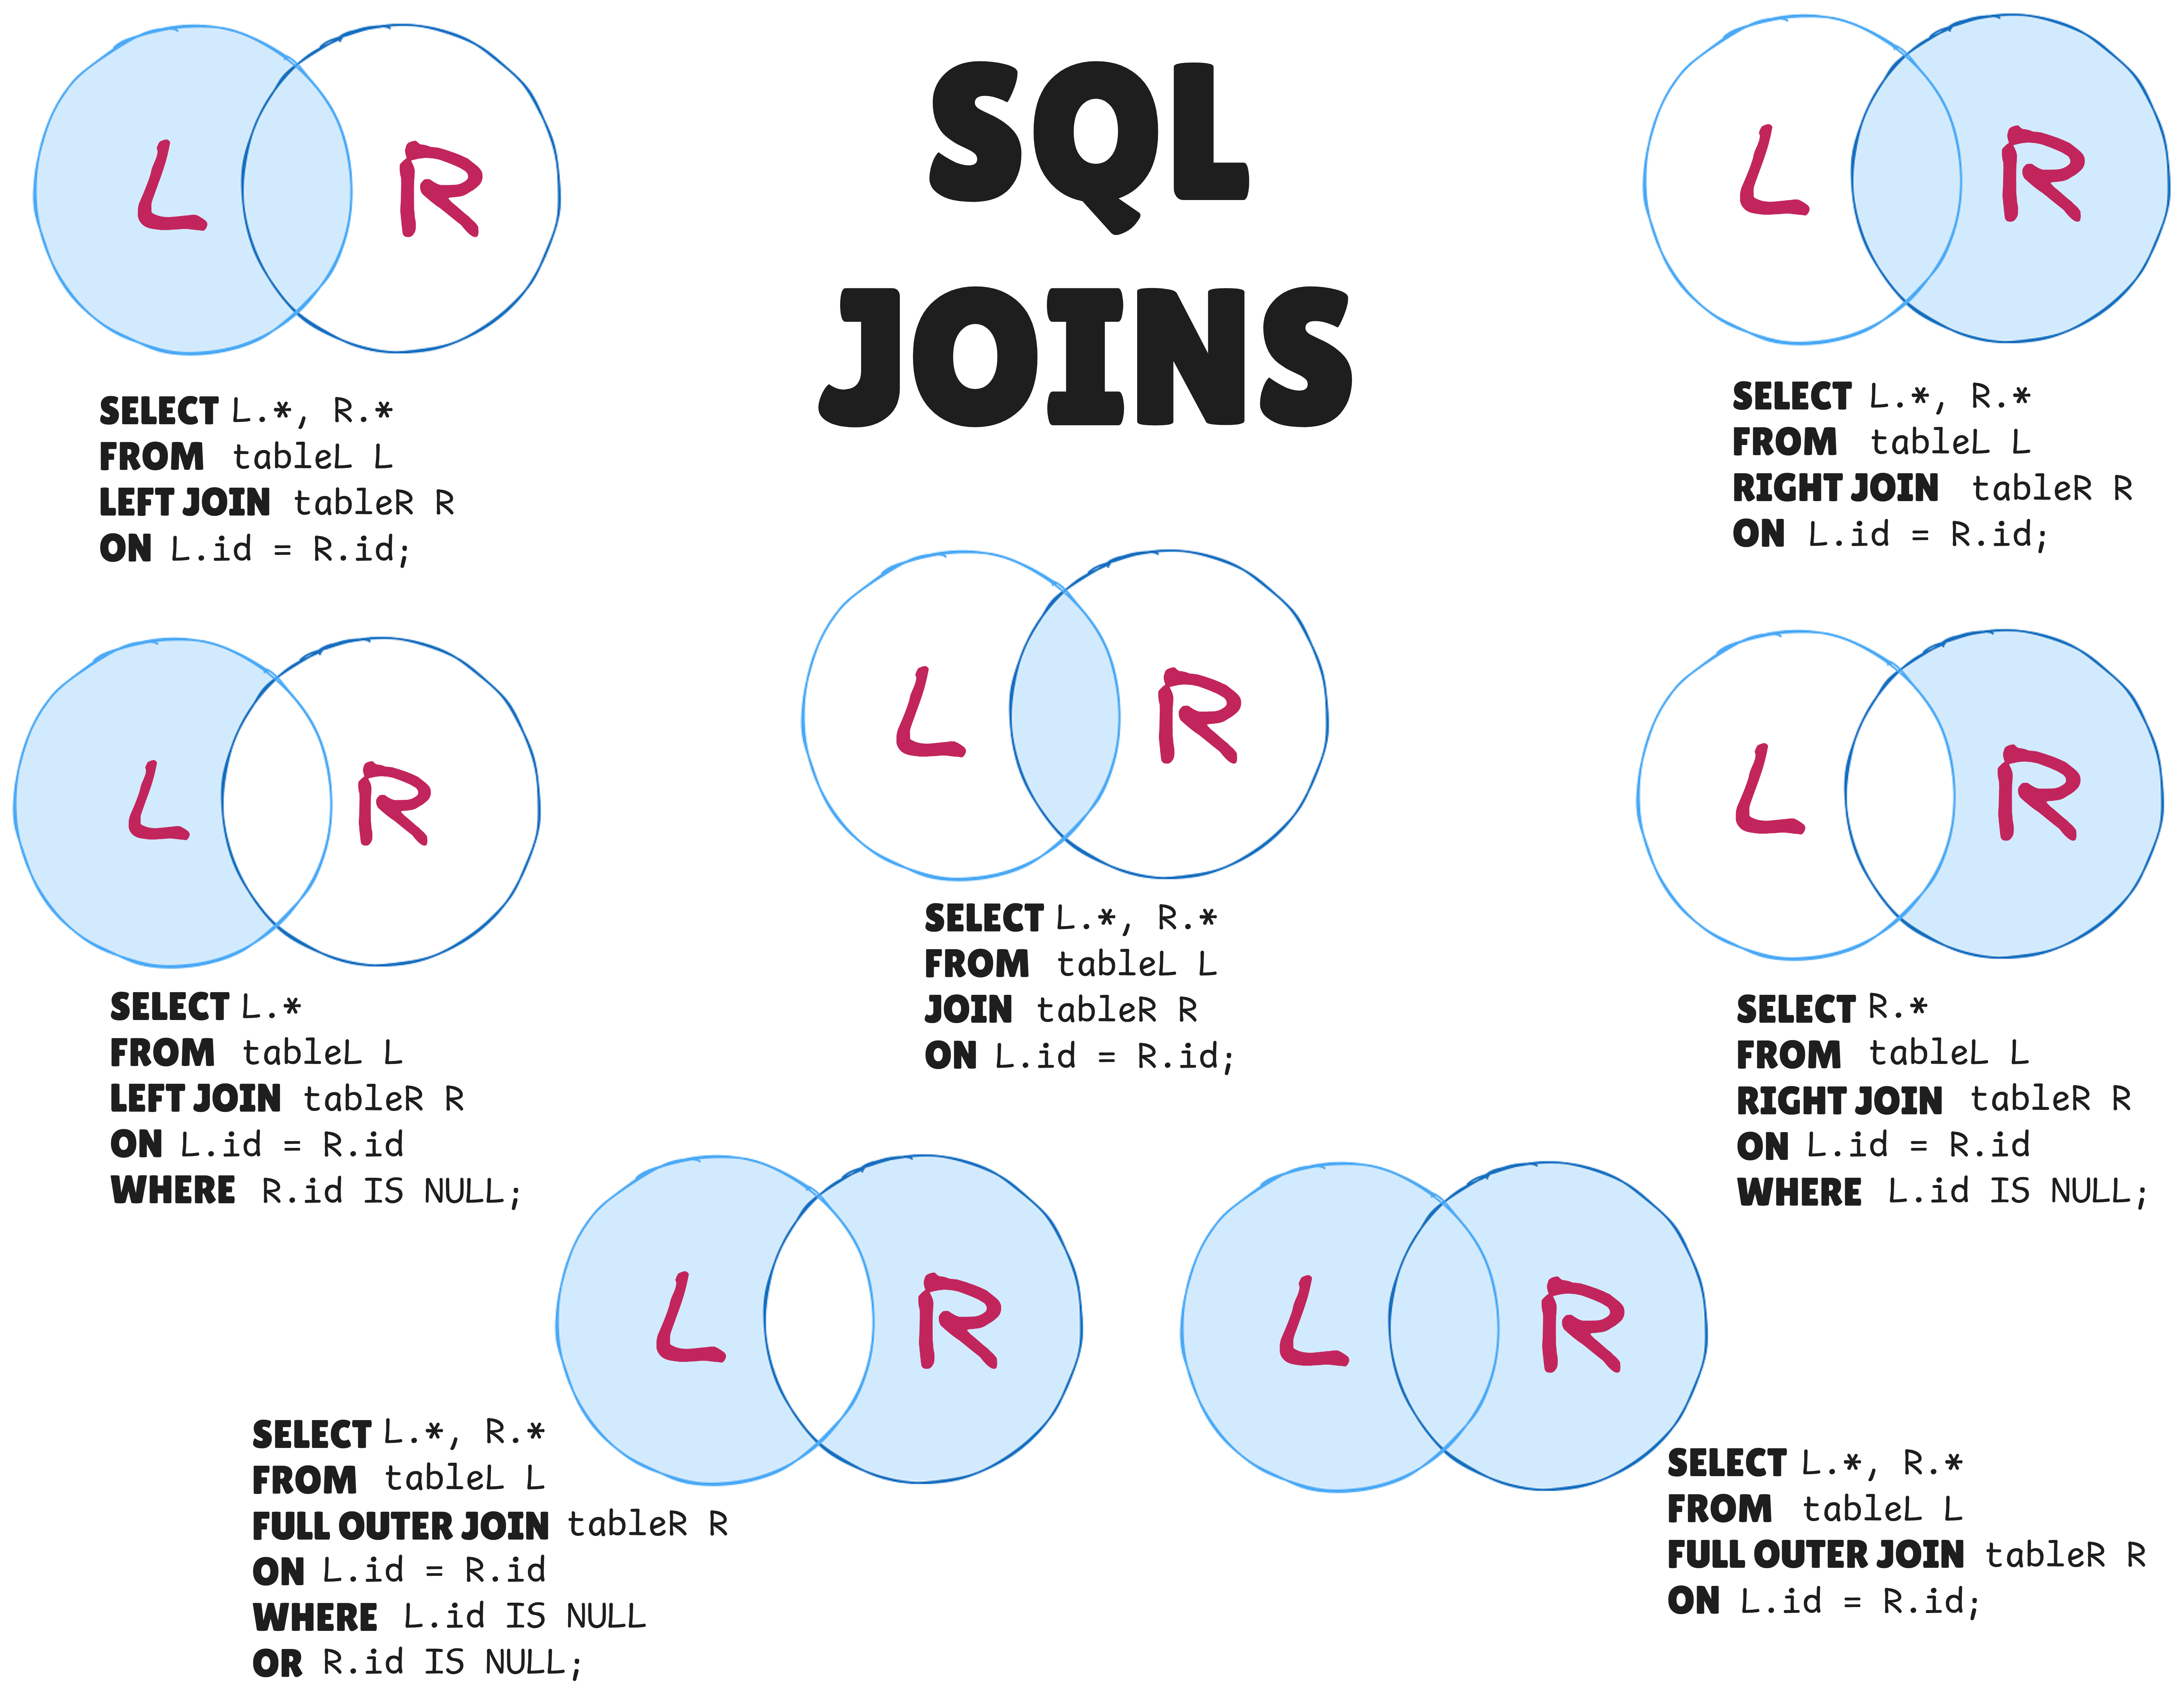 SQL
JOINS
L R
SELECT L.*, R.*
FROM tableL L
LEFT JOIN tableR R
ON L.id = R.id;
L R
SELECT L.*, R.*
FROM tableL L
RIGHT JOIN tableR R
ON L.id = R.id;
L R
SELECT L.*
FROM tableL L
LEFT JOIN tableR R
ON L.id = R.id
WHERE R.id IS NULL;
L R
SELECT L.*, R.*
FROM tableL L
JOIN tableR R
ON L.id = R.id;
L R
SELECT R.*
FROM tableL L
RIGHT JOIN tableR R
ON L.id = R.id
WHERE L.id IS NULL;
L R
SELECT L.*, R.*
FROM tableL L
FULL OUTER JOIN tableR R
ON L.id = R.id
WHERE L.id IS NULL
OR R.id IS NULL;
L R
SELECT L.*, R.*
FROM tableL L
FULL OUTER JOIN tableR R
ON L.id = R.id;